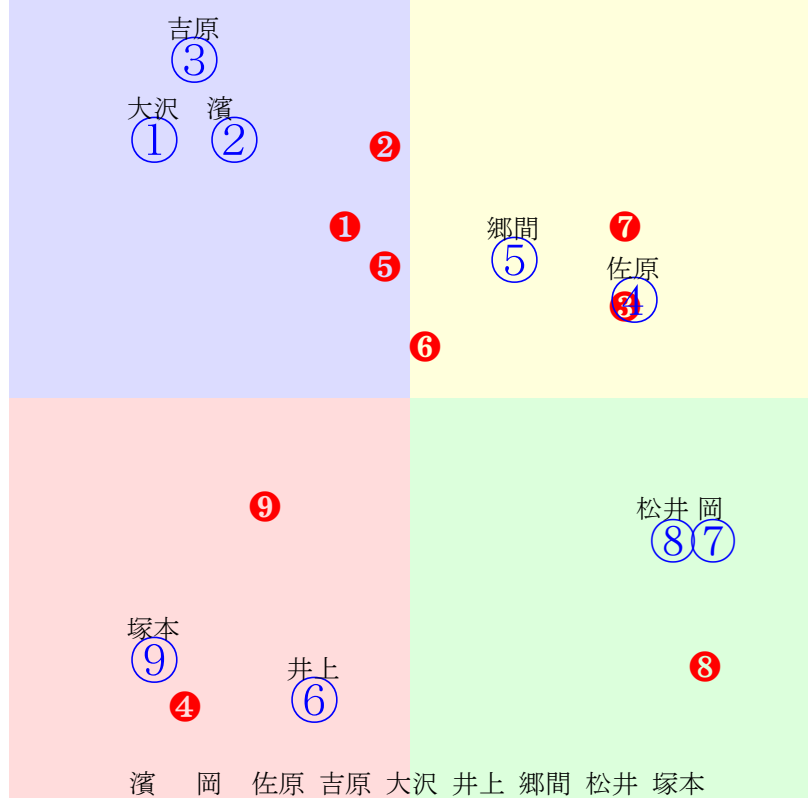 吉原
③
大沢 濱
① ②
❷
❶
郷間
❼
⑤
❺
佐原
④
❸
❻
❾
松井 岡
⑧ ⑦
塚本
⑨
井上
❽
⑥
❹
濱 岡 佐原 吉原 大沢 井上 郷間 松井 塚本